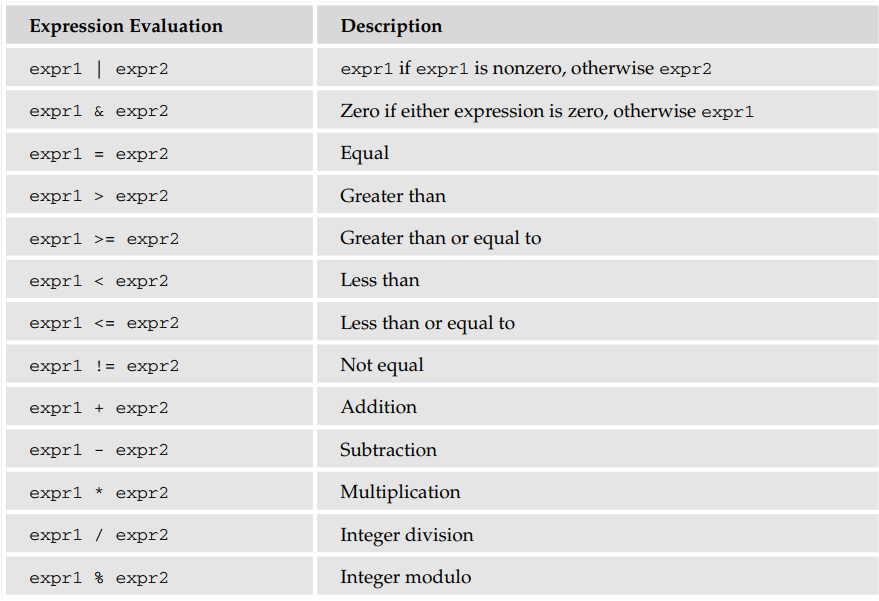 Expression Evaluation Description
expr1 | expr2 expr1 if expr1 is nonzero, otherwise expr2
expr1 & expr2 Zero if either expression is zero, otherwise expr1
expr1 = expr2 Equal
expr1 > expr2 Greater than
expr1 >= expr2 Greater than or equal to
expr1 < expr2 Less than
expr1 <= expr2 Less than or equal to
expr1 != expr2 Not equal
expr1 + expr2 Addition
expr1 - expr2 Subtraction
expr1 * expr2 Multiplication
expr1 / expr2 Integer division
expr1 % expr2 Integer modulo